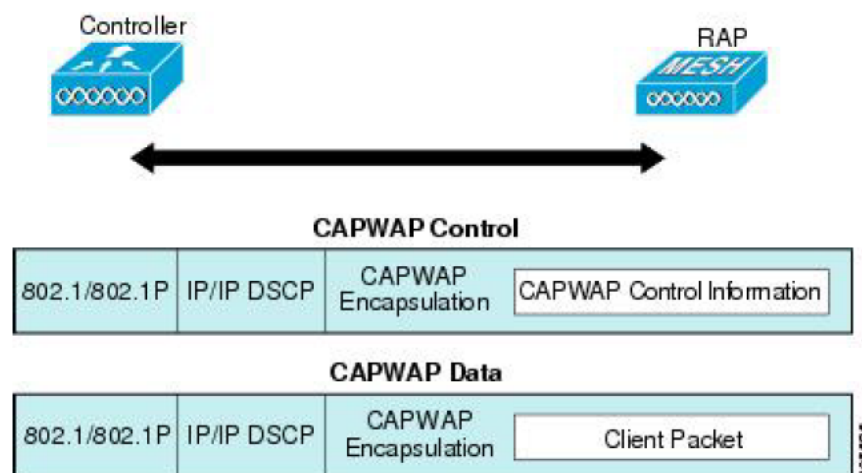 Controller
RAP
MESH
CAPWAP Control
802.1/802.1P IP/IP DSCP CAPWAP Encapsulation CAPWAP Control Information
CAPWAP Data
802.1/802.1P IP/IP DSCP CAPWAP Encapsulation Client Packet